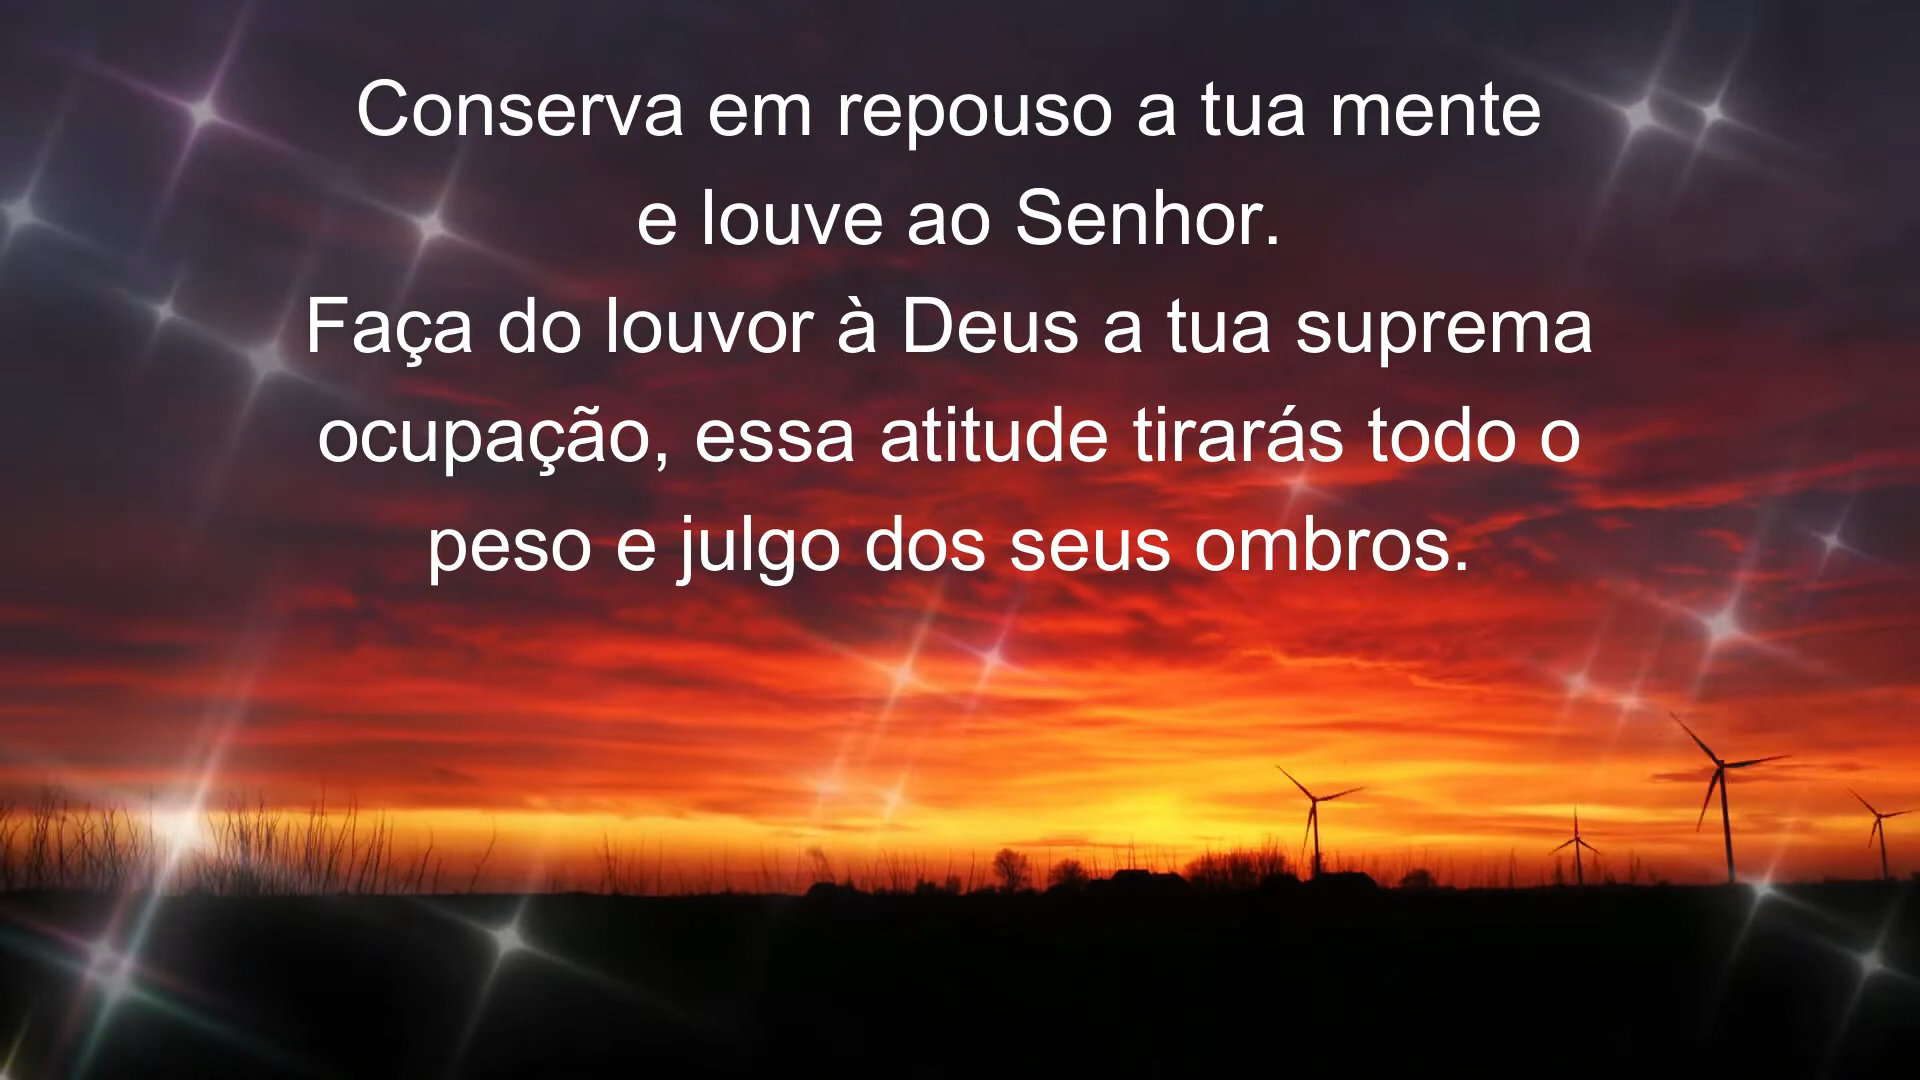 Conserva em repouso a tua mente
e louve ao Senhor.
Faça do louvor à Deus a tua suprema
ocupação, essa atitude tirarás todo o
peso e julgo dos seus ombros.